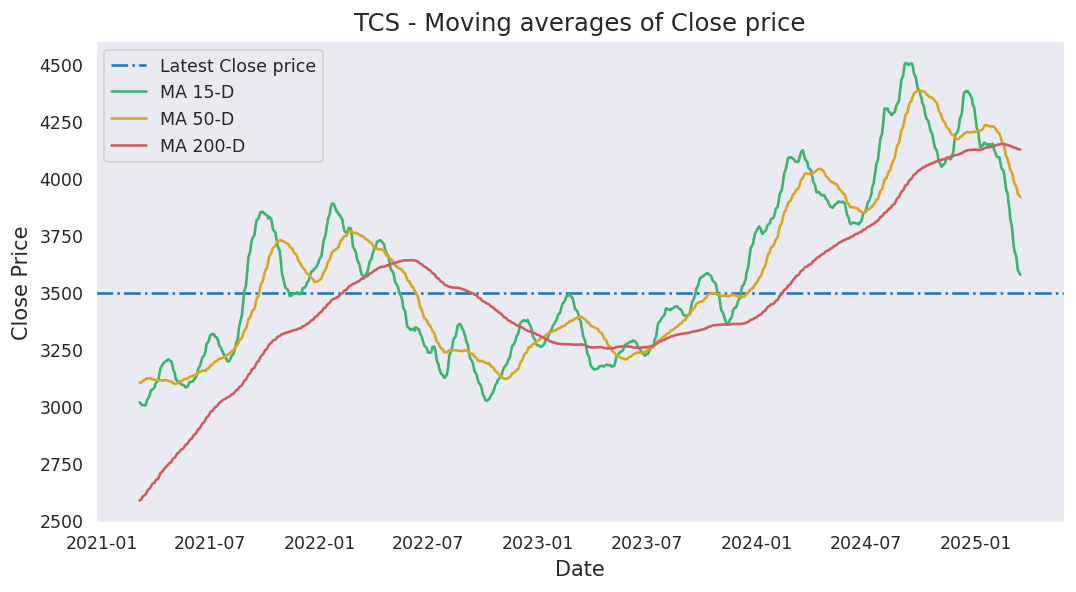 TCS - Moving averages of Close price
Latest Close price
MA 15-D
MA 50-D
MA 200-D
Close Price
4500
4250
4000
3750
3500
3250
3000
2750
2500
2021-01 2021-07 2022-01 2022-07 2023-01 2023-07 2024-01 2024-07 2025-01
Date